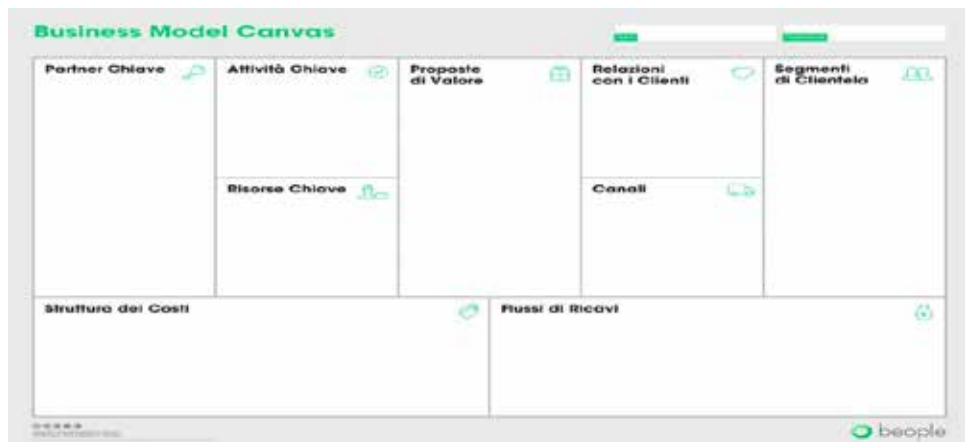 Business Model Canvas
Partner Chiave
Attività Chiave
Proposte
di Valore
Relazioni
con i Clienti
Segmenti
di Clientela
Risorse Chiave
Canali
Struttura dei Costi
Flussi di Ricavi
beople